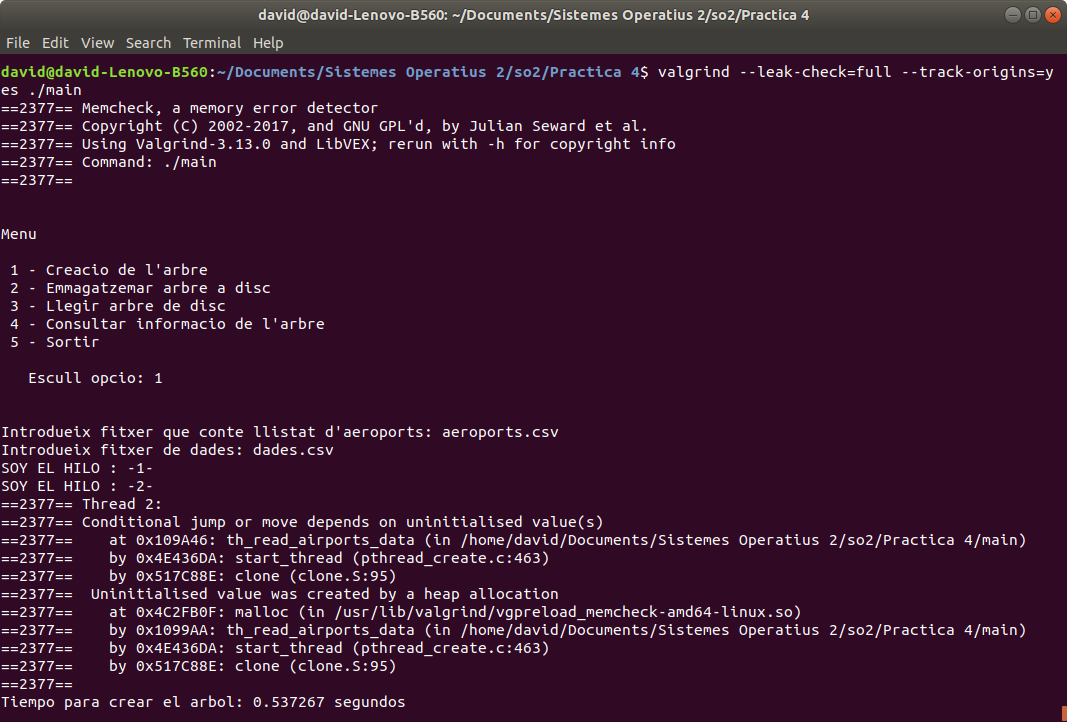 david@david-Lenovo-B560: ~/Documents/Sistemes Operatius 2/so2/Practica 4
File Edit View Search Terminal Help
david@david-Lenovo-B560:~/Documents/Sistemes Operatius 2/so2/Practica 4$ valgrind --leak-check=full --track-origins=y
es ./main
==2377== Memcheck, a memory error detector
==2377== Copyright (C) 2002-2017, and GNU GPL'd, by Julian Seward et al.
==2377== Using Valgrind-3.13.0 and LibVEX; rerun with -h for copyright info
==2377== Command: ./main
==2377==
Menu
1 - Creacio de l'arbre
2 - Emmagatzemar arbre a disc
3 - Llegir arbre de disc
4 - Consultar informacio de l'arbre
5 - Sortir
Escull opcio: 1
Introdueix fitxer que conte llistat d'aeroports: aeroports.csv
Introdueix fitxer de dades: dades.csv
SOY EL HILO : -1-
SOY EL HILO : -2-
==2377== Thread 2:
==2377== Conditional jump or move depends on uninitialised value(s)
==2377==    at 0x109A46: th_read_airports_data (in /home/david/Documents/Sistemes Operatius 2/so2/Practica 4/main)
==2377==    by 0x4E436DA: start_thread (pthread_create.c:463)
==2377==    by 0x517C88E: clone (clone.S:95)
==2377==  Uninitialised value was created by a heap allocation
==2377==    at 0x4C2FB0F: malloc (in /usr/lib/valgrind/vgpreload_memcheck-amd64-linux.so)
==2377==    by 0x1099AA: th_read_airports_data (in /home/david/Documents/Sistemes Operatius 2/so2/Practica 4/main)
==2377==    by 0x4E436DA: start_thread (pthread_create.c:463)
==2377==    by 0x517C88E: clone (clone.S:95)
==2377==
Tiempo para crear el arbol: 0.537267 segundos